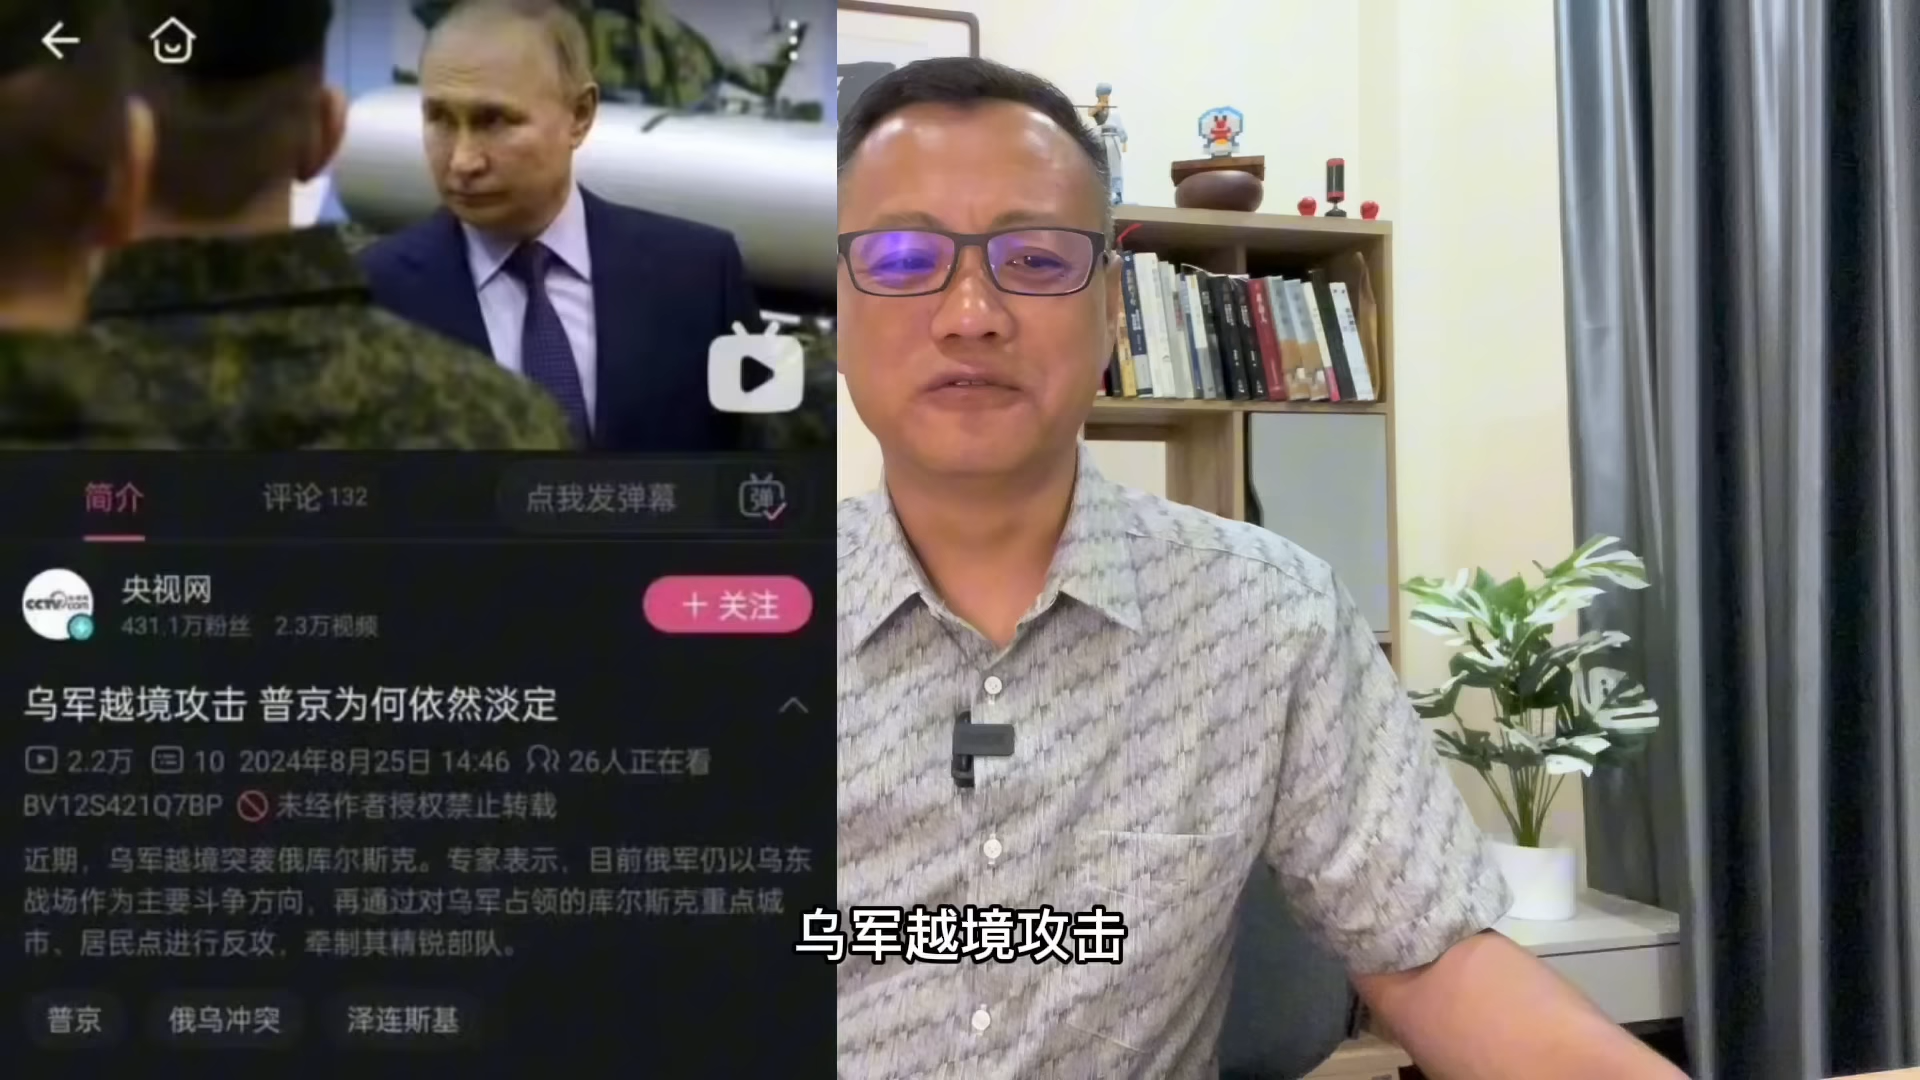 简介
评论 132
点我发弹幕
弹
CCTV.com
央视网
431.1万粉丝 2.3万视频
+ 关注
乌军越境攻击 普京为何依然淡定
2.2万 10 2024年8月25日 14:46 26人正在看
BV12S421Q7BP 未经作者授权禁止转载
近期，乌军越境突袭俄库尔斯克。专家表示，目前俄军仍以乌东
战场作为主要斗争方向，再通过对乌军占领的库尔斯克重点城
市、居民点进行反攻，牵制其精锐部队。
普京
俄乌冲突
泽连斯基
乌军越境攻击